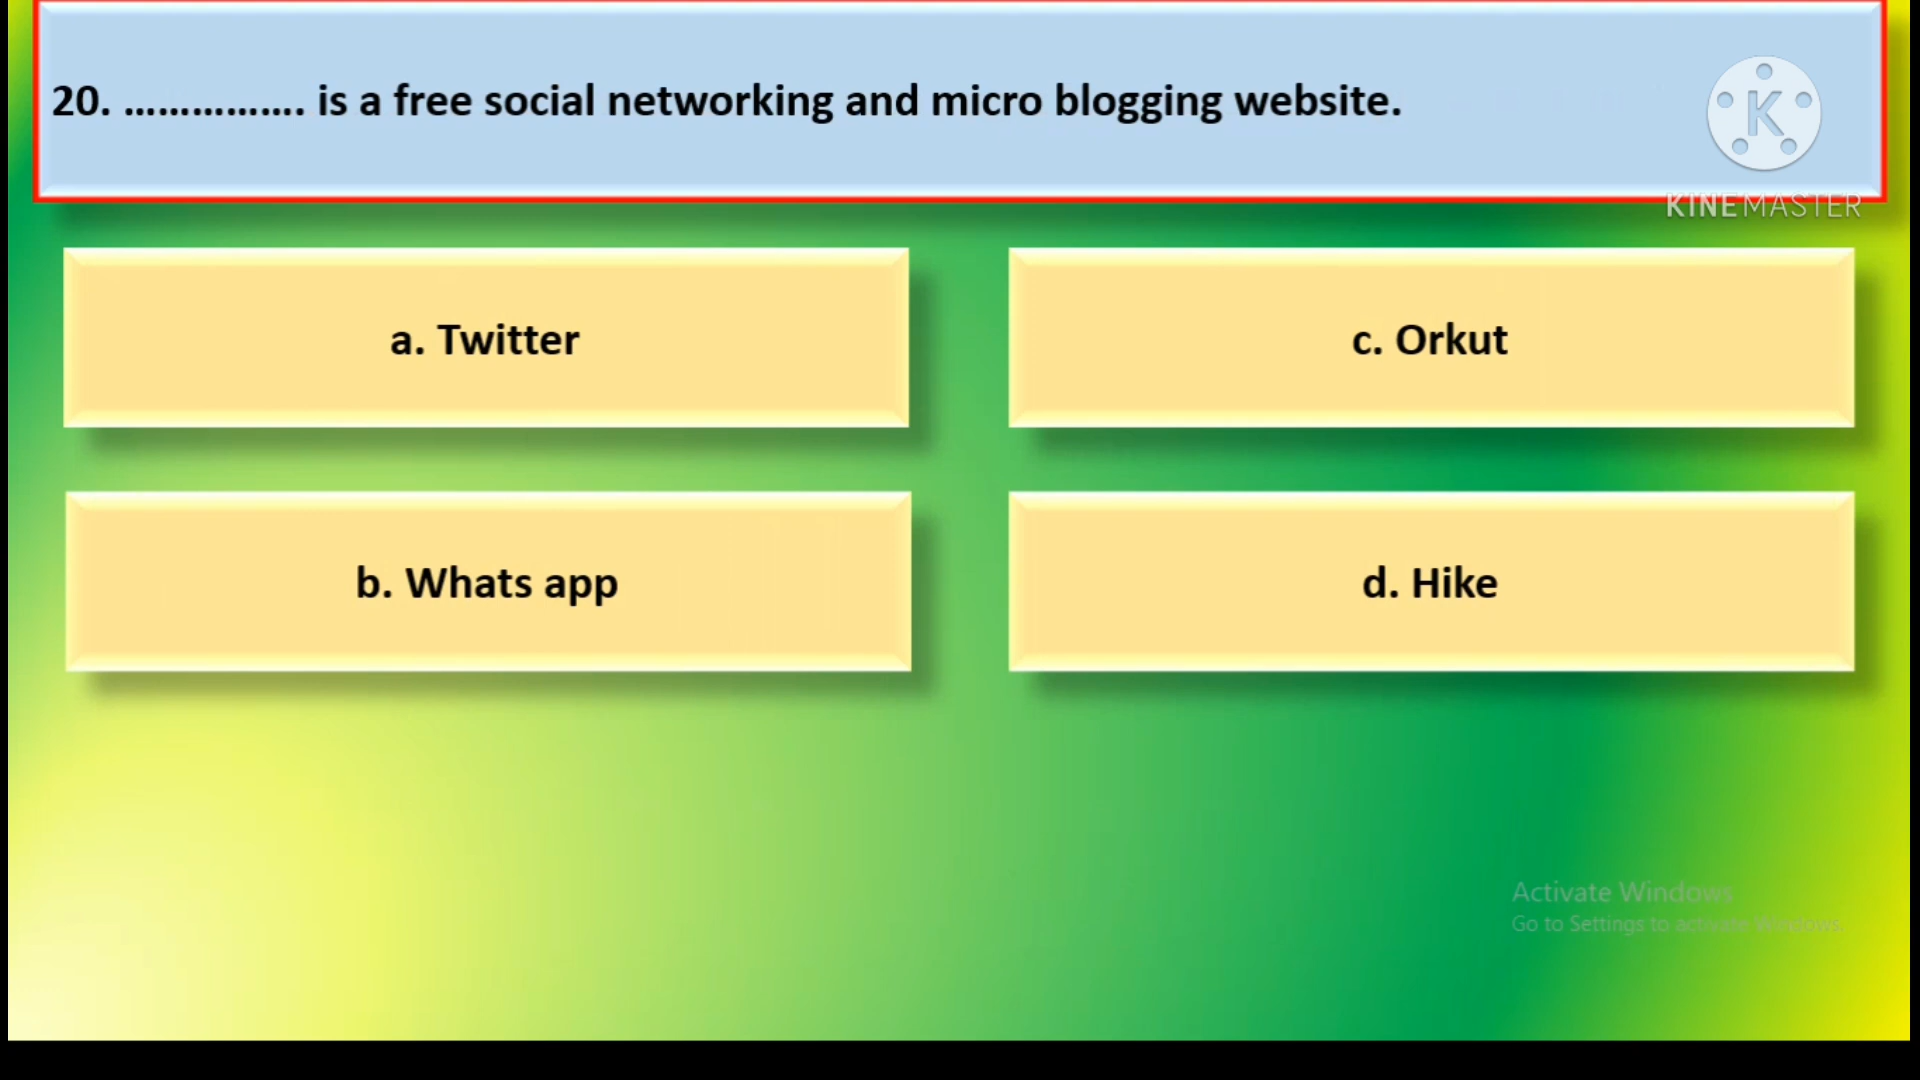 20. ................ is a free social networking and micro blogging website.
K
KINEMASTER
a. Twitter
c. Orkut
b. Whats app
d. Hike
Activate Windows
Go to Settings to activate Windows.